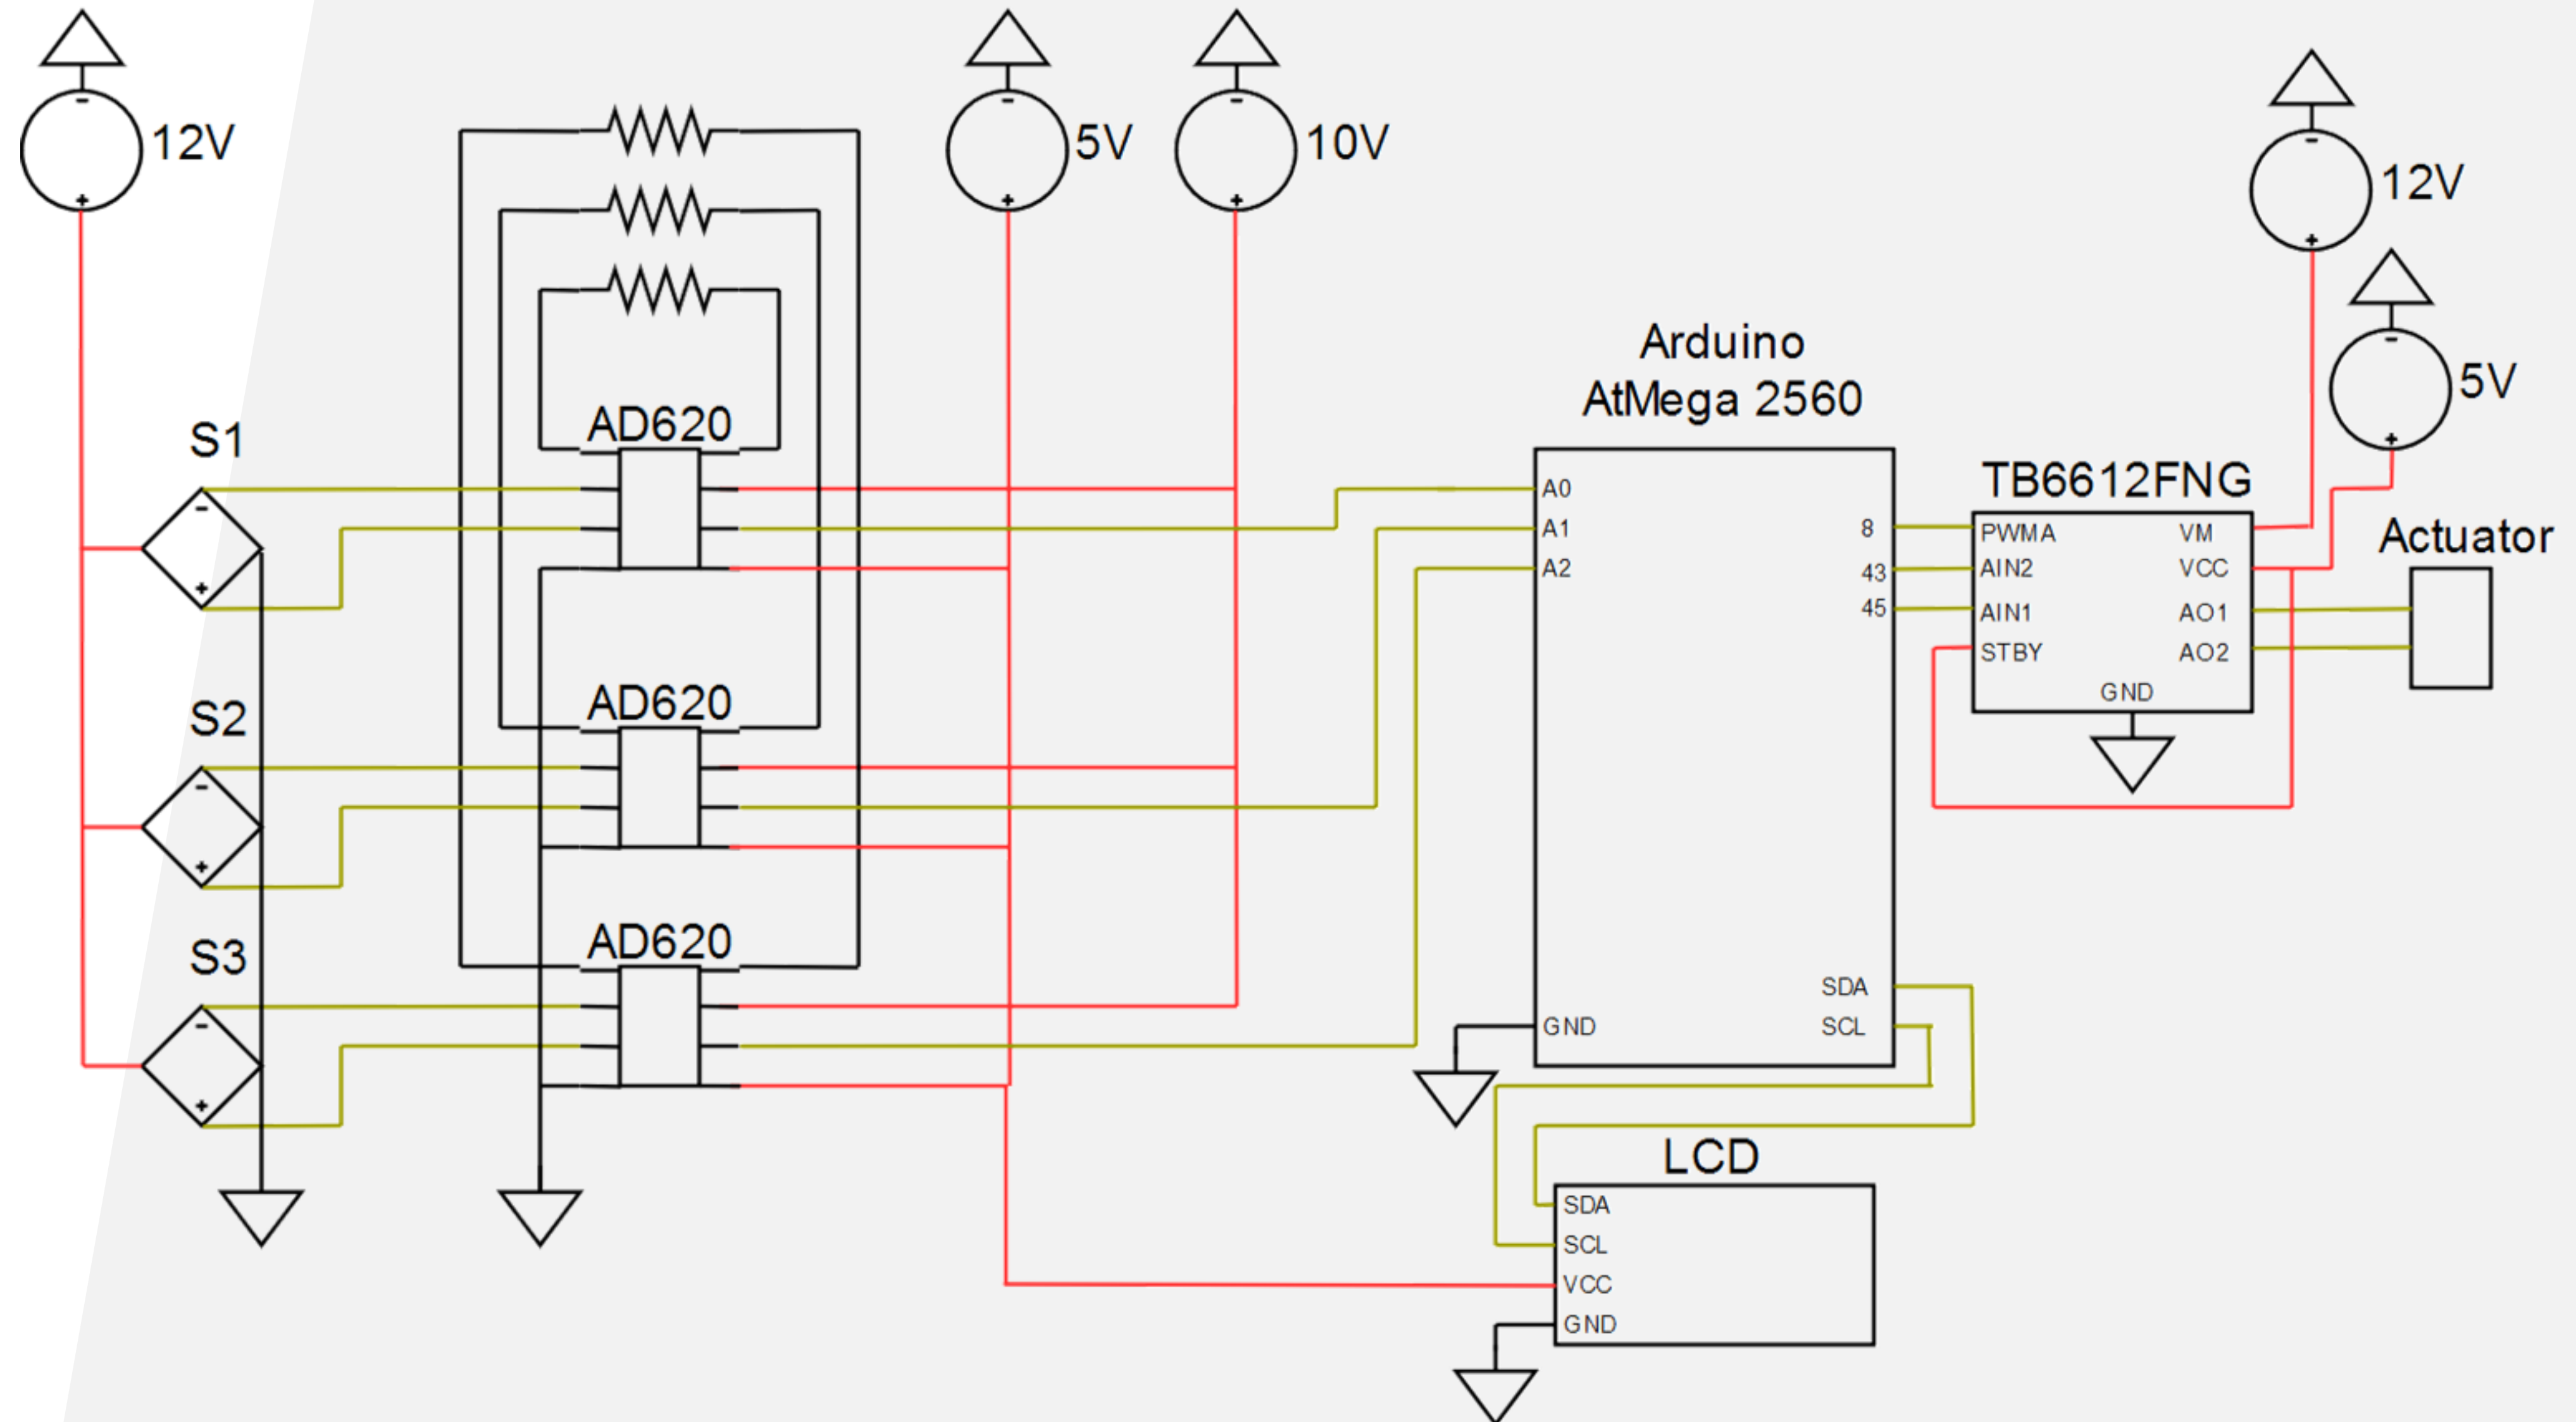 12V
5V
10V
12V
5V
S1
S2
S3
AD620
AD620
AD620
Arduino
AtMega 2560
A0
A1
A2
GND
8
43
45
SDA
SCL
TB6612FNG
PWMA
AIN2
AIN1
STBY
VM
VCC
AO1
AO2
GND
Actuator
LCD
SDA
SCL
VCC
GND